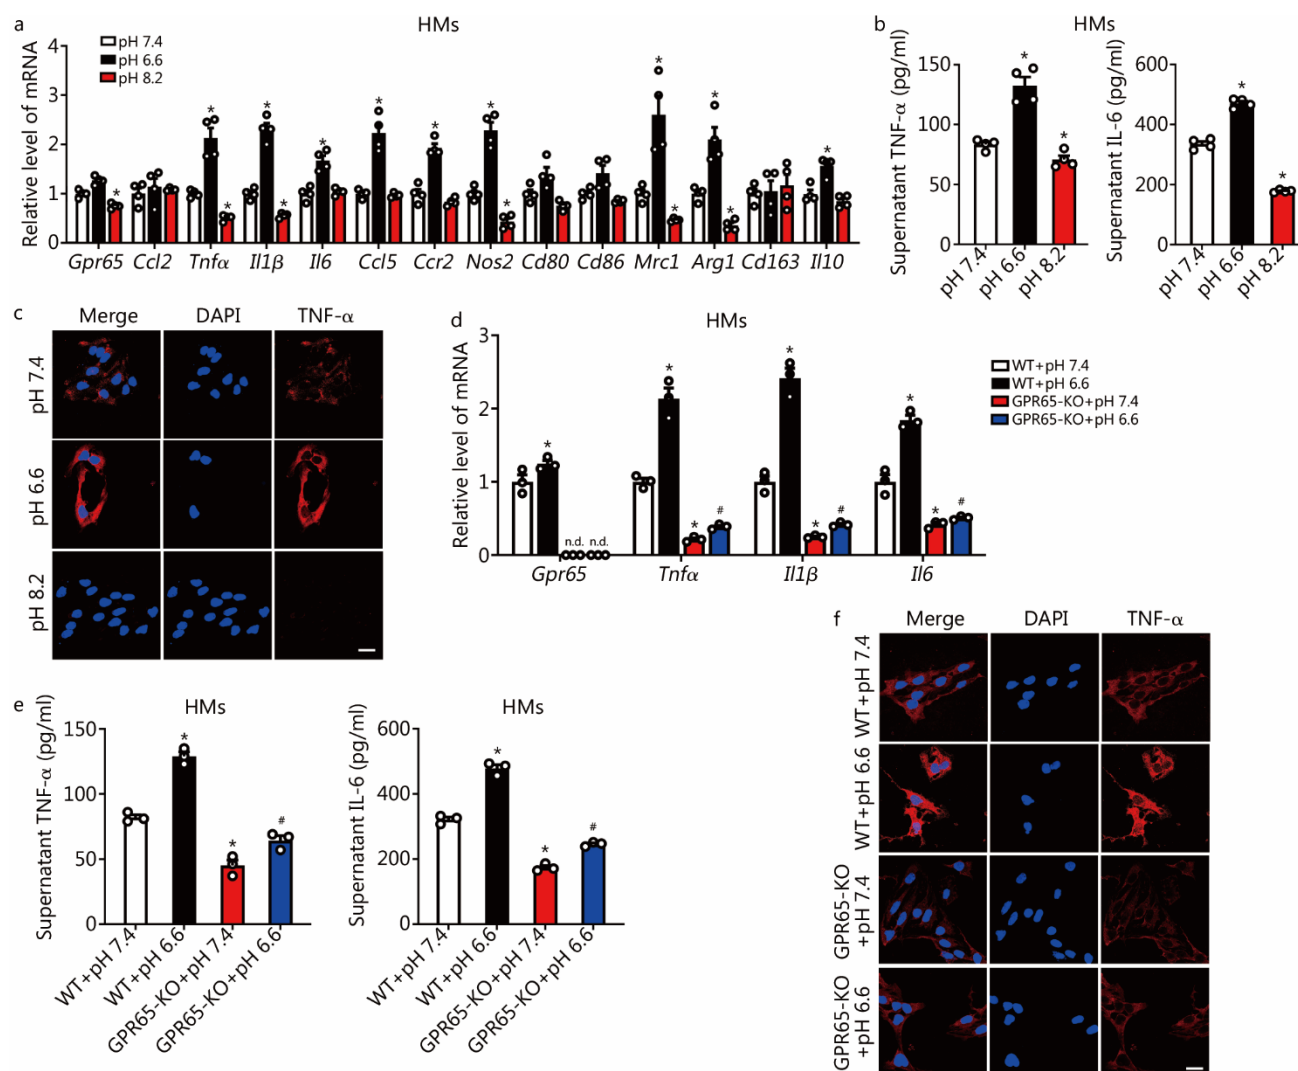 a
HMs
pH 7.4
pH 6.6
pH 8.2
Relative level of mRNA
4
3
2
1
0
Gpr65 Ccl2 Tnfα Il1β Il6 Ccl5 Ccr2 Nos2 Cd80 Cd86 Mrc1 Arg1 Cd163 Il10
* * * * * * * * * * * * * * *
b
HMs
Supernatant TNF-α (pg/ml)
150
100
50
0
* *
pH 7.4 pH 6.6 pH 8.2
Supernatant IL-6 (pg/ml)
600
400
200
0
* *
pH 7.4 pH 6.6 pH 8.2
c
Merge DAPI TNF-α
pH 7.4
pH 6.6
pH 8.2
d
HMs
Relative level of mRNA
3
2
1
0
* n.d. n.d. * * # * * # * * #
Gpr65 Tnfα Il1β Il6
WT+pH 7.4
WT+pH 6.6
GPR65-KO+pH 7.4
GPR65-KO+pH 6.6
e
HMs
Supernatant TNF-α (pg/ml)
150
100
50
0
* * #
WT+pH 7.4 WT+pH 6.6 GPR65-KO+pH 7.4 GPR65-KO+pH 6.6
HMs
Supernatant IL-6 (pg/ml)
600
400
200
0
* * #
WT+pH 7.4 WT+pH 6.6 GPR65-KO+pH 7.4 GPR65-KO+pH 6.6
f
Merge DAPI TNF-α
WT+pH 7.4
WT+pH 6.6
GPR65-KO
+pH 7.4
GPR65-KO
+pH 6.6